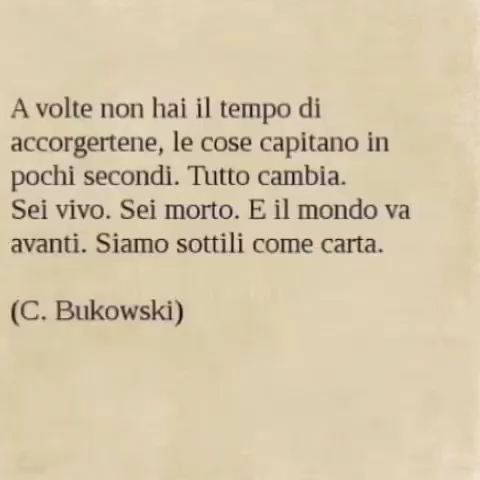 A volte non hai il tempo di
accorgertene, le cose capitano in
pochi secondi. Tutto cambia.
Sei vivo. Sei morto. E il mondo va
avanti. Siamo sottili come carta.
(C. Bukowski)